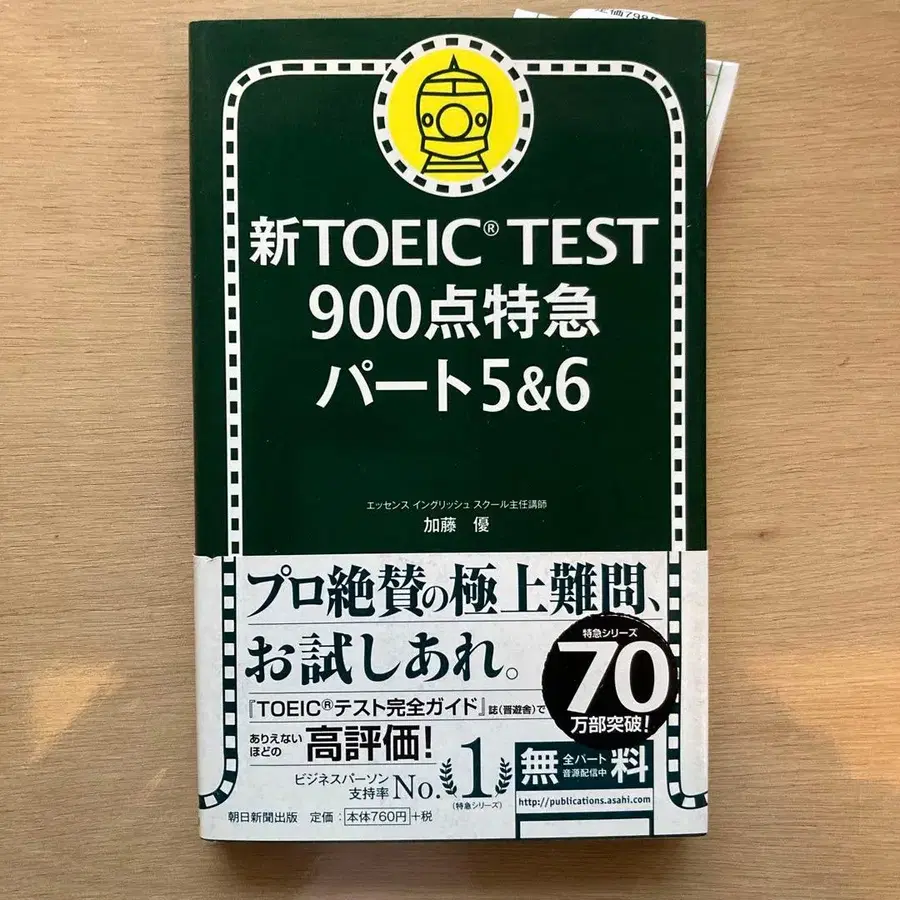 新TOEIC® TEST
900点特急
パート5&6
エッセンス イングリッシュ スクール主任講師
加藤 優
プロ絶賛の極上難問、
お試しあれ。
特急シリーズ
70
万部突破!
『TOEIC®テスト完全ガイド』誌(晋遊舎)で
ありえない
ほどの
高評価!
ビジネスパーソン
支持率
No.1
(特急シリーズ)
無料
全パート
音源配信中
http://publications.asahi.com
朝日新聞出版 定価:本体760円+税